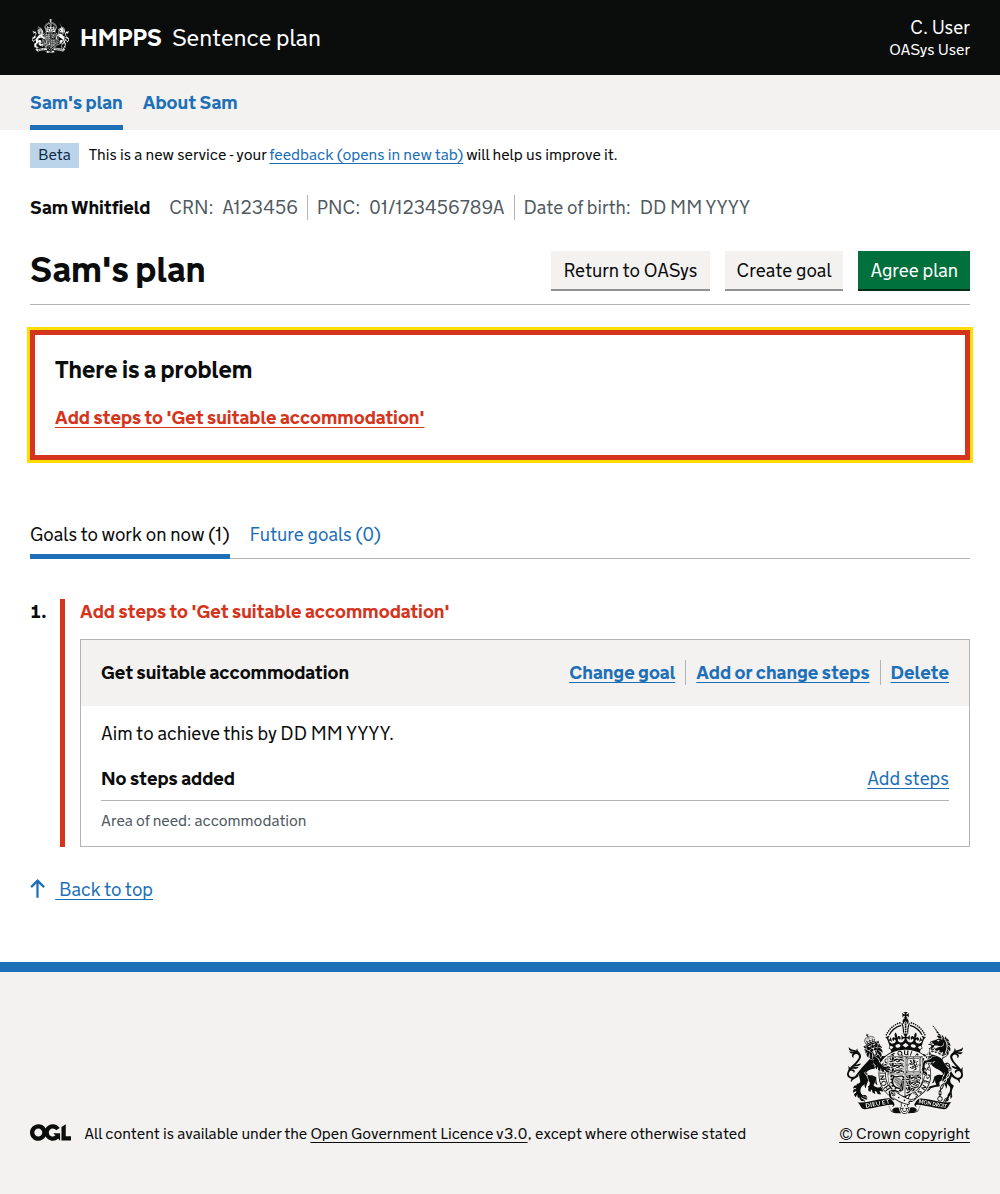 HMPPS Sentence plan
C. User
OASys User
Sam's plan About Sam
Beta This is a new service - your feedback (opens in new tab) will help us improve it.
Sam Whitfield CRN: A123456 PNC: 01/123456789A Date of birth: DD MM YYYY
Sam's plan Return to OASys Create goal Agree plan
There is a problem
Add steps to 'Get suitable accommodation'
Goals to work on now (1) Future goals (0)
1. Add steps to 'Get suitable accommodation'
Get suitable accommodation Change goal Add or change steps Delete
Aim to achieve this by DD MM YYYY.
No steps added Add steps
Area of need: accommodation
Back to top
DIEU ET MON DROIT
OGL All content is available under the Open Government Licence v3.0, except where otherwise stated © Crown copyright